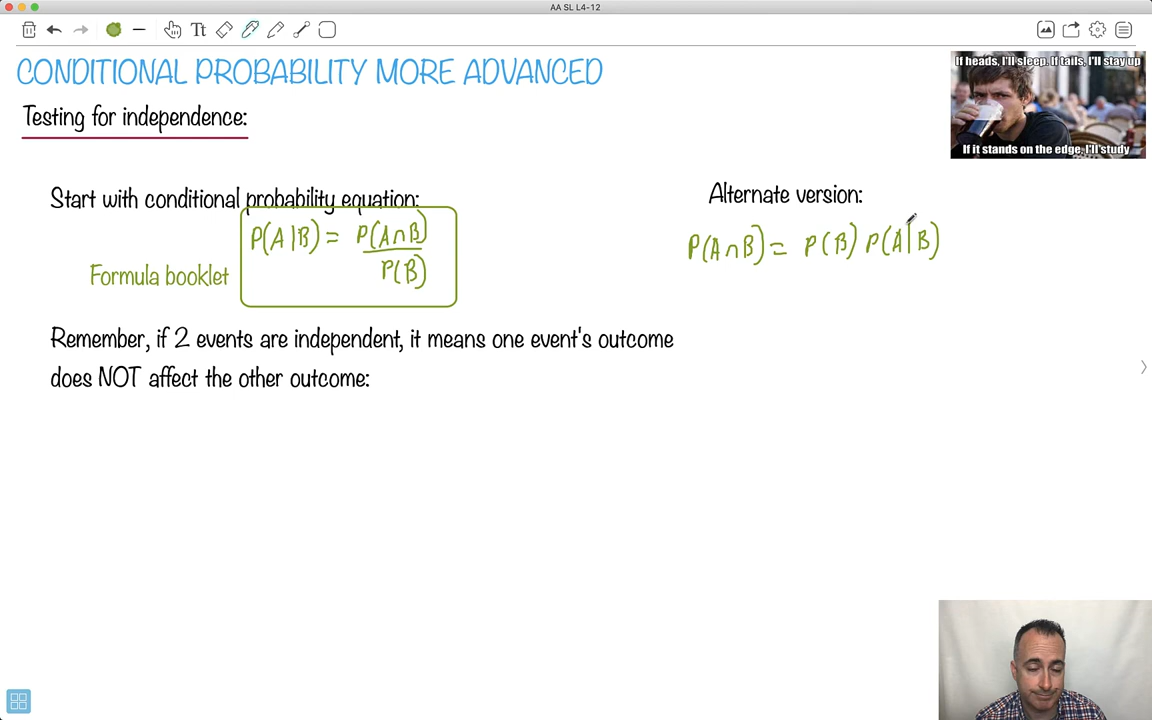 AA SL L4-12
Tt
CONDITIONAL PROBABILITY MORE ADVANCED
Testing for independence:
If heads, I'll sleep. If tails, I'll stay up
If it stands on the edge, I'll study
Start with conditional probability equation:
P(A|B) = P(A∩B)
P(B)
Formula booklet
Alternate version:
P(A∩B) = P(B) P(A|B)
Remember, if 2 events are independent, it means one event's outcome
does NOT affect the other outcome: